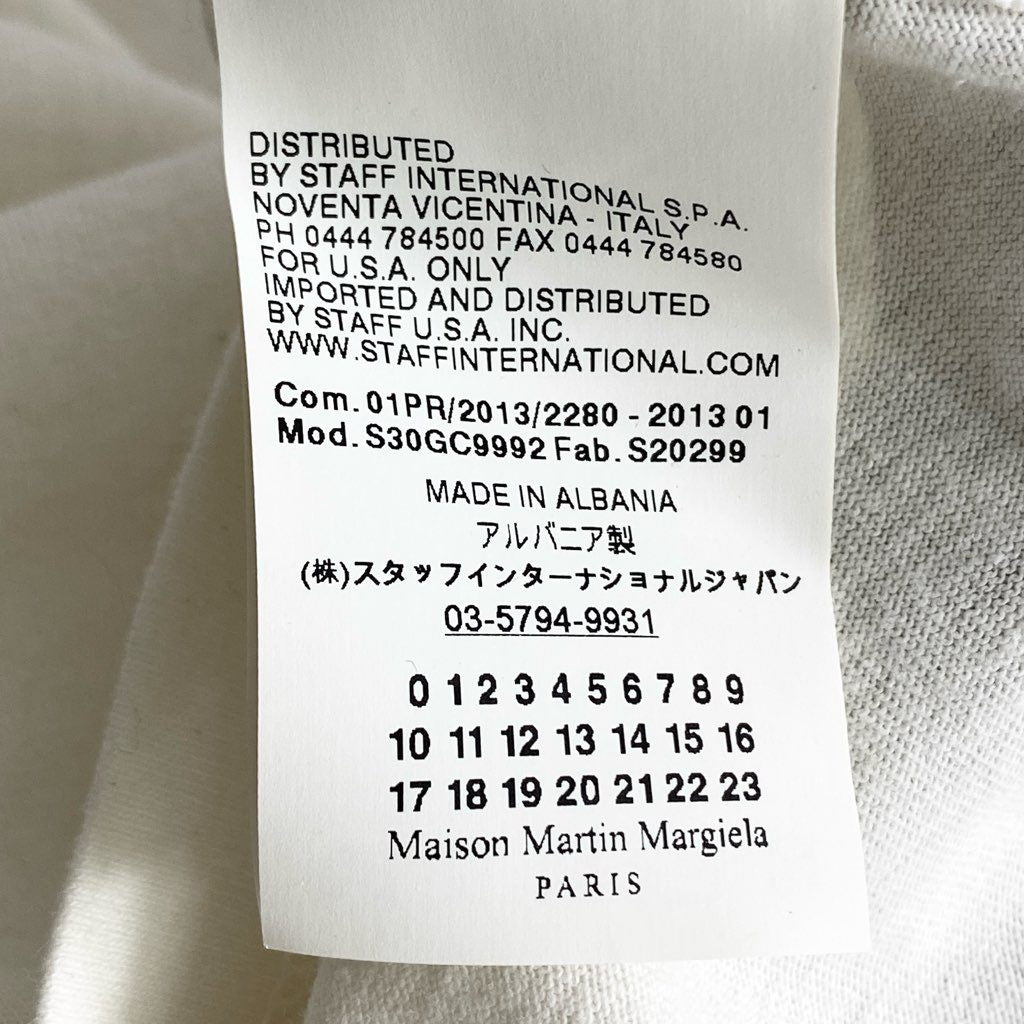 DISTRIBUTED
BY STAFF INTERNATIONAL S.P.A.
NOVENTA VICENTINA - ITALY
PH 0444 784500 FAX 0444 784580
FOR U.S.A. ONLY
IMPORTED AND DISTRIBUTED
BY STAFF U.S.A. INC.
WWW.STAFFINTERNATIONAL.COM
Com. 01PR/2013/2280 - 2013 01
Mod. S30GC9992 Fab. S20299
MADE IN ALBANIA
アルバニア製
(株)スタッフインターナショナルジャパン
03-5794-9931
0 1 2 3 4 5 6 7 8 9
10 11 12 13 14 15 16
17 18 19 20 21 22 23
Maison Martin Margiela
PARIS